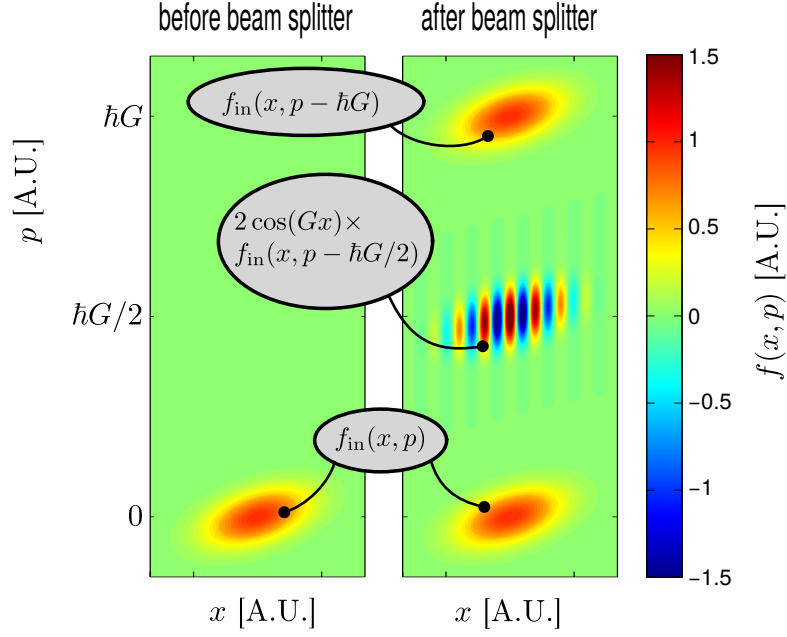 before beam splitter
after beam splitter
ħG
ħG/2
0
p [A.U.]
f_in(x, p − ħG)
2 cos(Gx)×
f_in(x, p − ħG/2)
f_in(x, p)
x [A.U.]
x [A.U.]
1.5
1
0.5
0
−0.5
−1
−1.5
f(x, p) [A.U.]